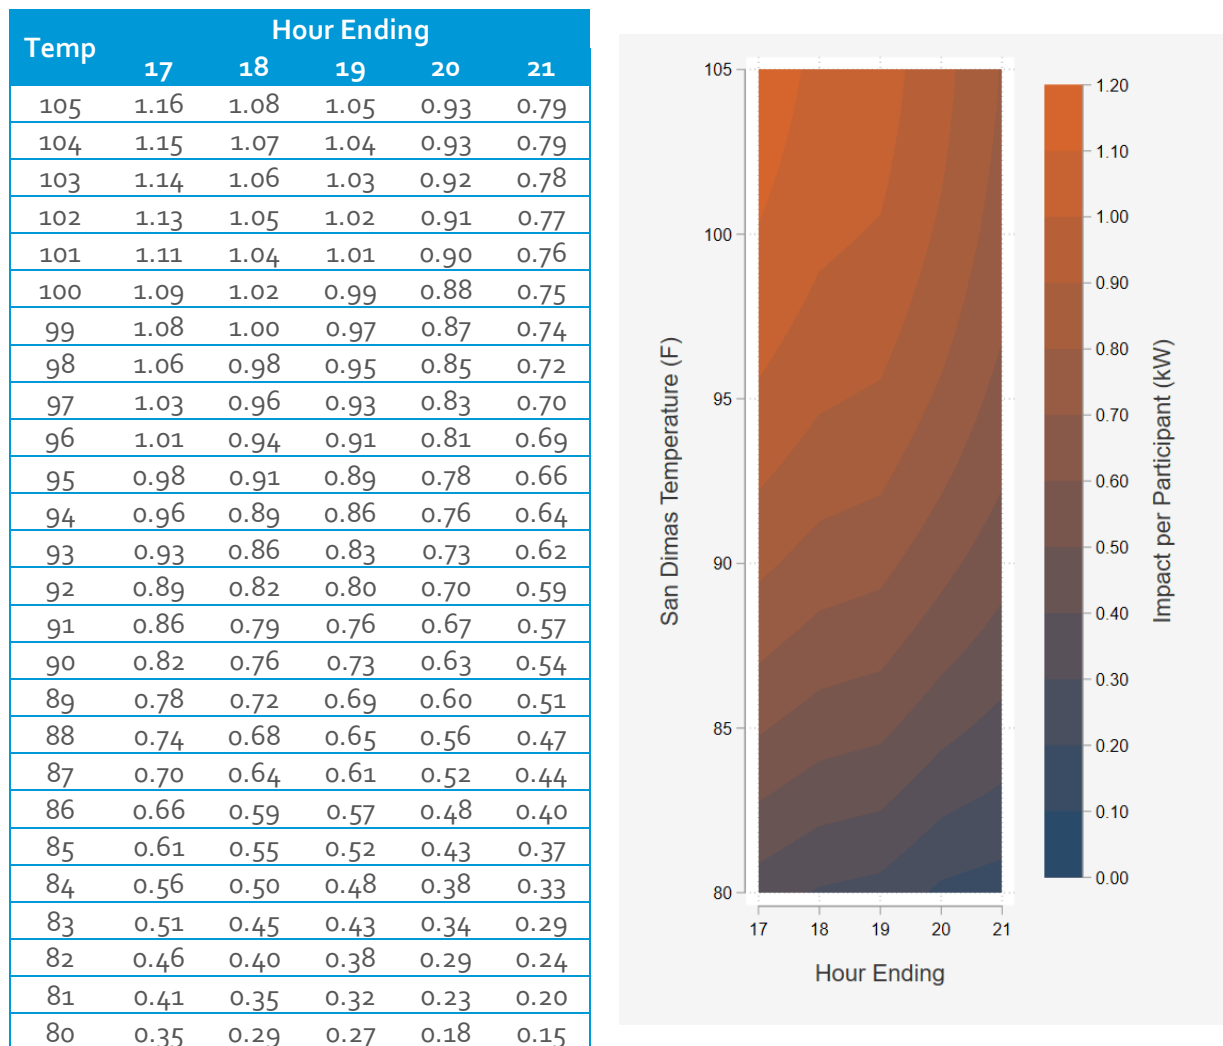 Temp Hour Ending
17 18 19 20 21
105 1.16 1.08 1.05 0.93 0.79
104 1.15 1.07 1.04 0.93 0.79
103 1.14 1.06 1.03 0.92 0.78
102 1.13 1.05 1.02 0.91 0.77
101 1.11 1.04 1.01 0.90 0.76
100 1.09 1.02 0.99 0.88 0.75
99 1.08 1.00 0.97 0.87 0.74
98 1.06 0.98 0.95 0.85 0.72
97 1.03 0.96 0.93 0.83 0.70
96 1.01 0.94 0.91 0.81 0.69
95 0.98 0.91 0.89 0.78 0.66
94 0.96 0.89 0.86 0.76 0.64
93 0.93 0.86 0.83 0.73 0.62
92 0.89 0.82 0.80 0.70 0.59
91 0.86 0.79 0.76 0.67 0.57
90 0.82 0.76 0.73 0.63 0.54
89 0.78 0.72 0.69 0.60 0.51
88 0.74 0.68 0.65 0.56 0.47
87 0.70 0.64 0.61 0.52 0.44
86 0.66 0.59 0.57 0.48 0.40
85 0.61 0.55 0.52 0.43 0.37
84 0.56 0.50 0.48 0.38 0.33
83 0.51 0.45 0.43 0.34 0.29
82 0.46 0.40 0.38 0.29 0.24
81 0.41 0.35 0.32 0.23 0.20
80 0.35 0.29 0.27 0.18 0.15
San Dimas Temperature (F)
105
100
95
90
85
80
17 18 19 20 21
Hour Ending
1.20
1.10
1.00
0.90
0.80
0.70
0.60
0.50
0.40
0.30
0.20
0.10
0.00
Impact per Participant (kW)